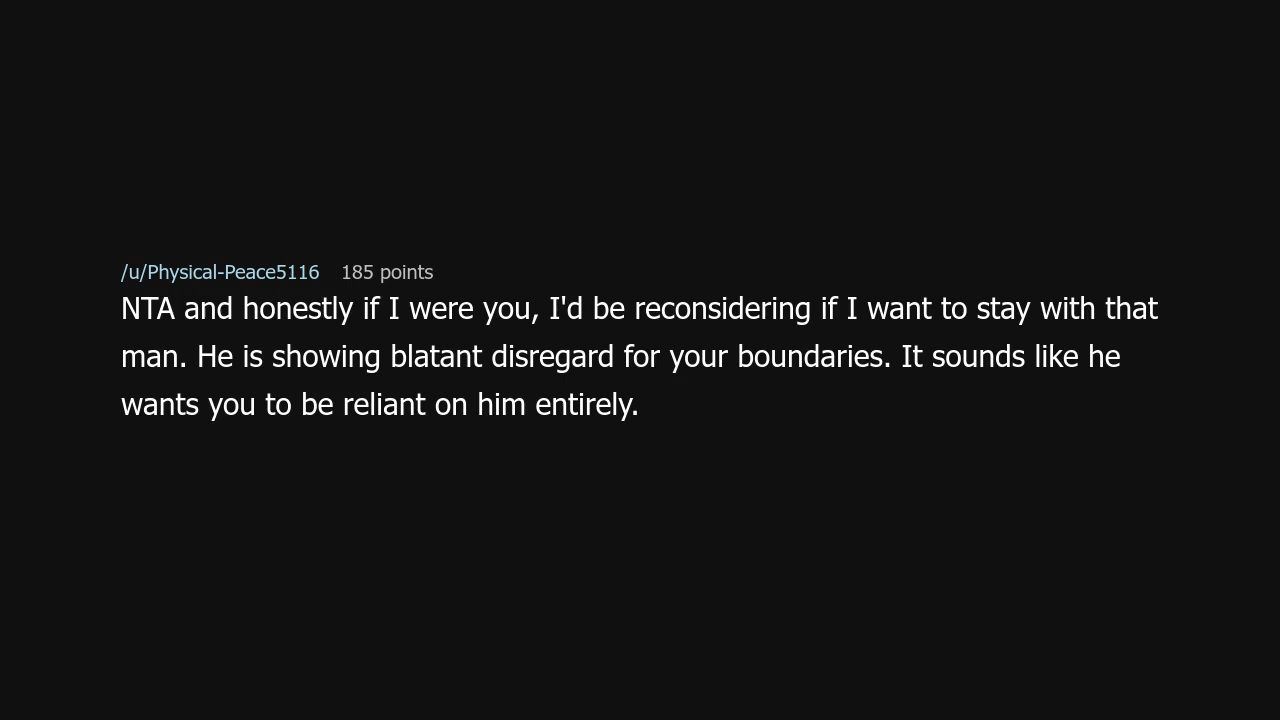 /u/Physical-Peace5116 185 points
NTA and honestly if I were you, I'd be reconsidering if I want to stay with that
man. He is showing blatant disregard for your boundaries. It sounds like he
wants you to be reliant on him entirely.